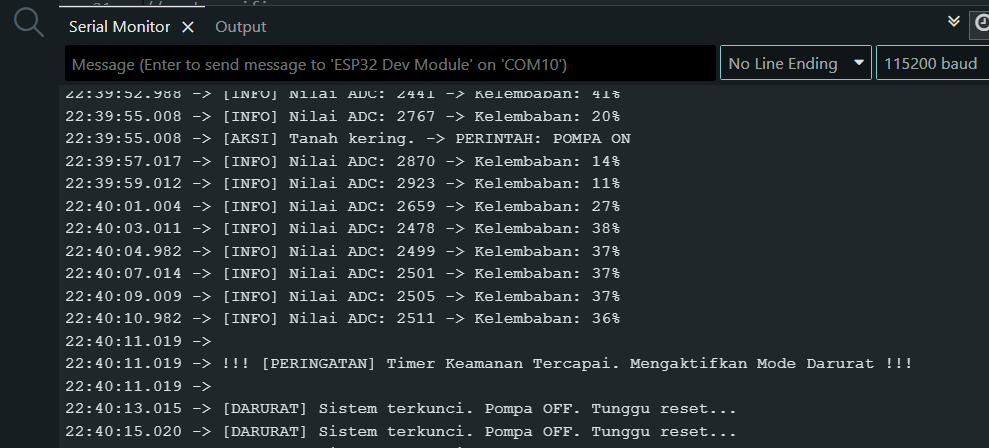 Serial Monitor Output
Message (Enter to send message to 'ESP32 Dev Module' on 'COM10') No Line Ending 115200 baud
22:39:52.988 -> [INFO] Nilai ADC: 2441 -> Kelembaban: 41%
22:39:55.008 -> [INFO] Nilai ADC: 2767 -> Kelembaban: 20%
22:39:55.008 -> [AKSI] Tanah kering. -> PERINTAH: POMPA ON
22:39:57.017 -> [INFO] Nilai ADC: 2870 -> Kelembaban: 14%
22:39:59.012 -> [INFO] Nilai ADC: 2923 -> Kelembaban: 11%
22:40:01.004 -> [INFO] Nilai ADC: 2659 -> Kelembaban: 27%
22:40:03.011 -> [INFO] Nilai ADC: 2478 -> Kelembaban: 38%
22:40:04.982 -> [INFO] Nilai ADC: 2499 -> Kelembaban: 37%
22:40:07.014 -> [INFO] Nilai ADC: 2501 -> Kelembaban: 37%
22:40:09.009 -> [INFO] Nilai ADC: 2505 -> Kelembaban: 37%
22:40:10.982 -> [INFO] Nilai ADC: 2511 -> Kelembaban: 36%
22:40:11.019 ->
22:40:11.019 -> !!! [PERINGATAN] Timer Keamanan Tercapai. Mengaktifkan Mode Darurat !!!
22:40:11.019 ->
22:40:13.015 -> [DARURAT] Sistem terkunci. Pompa OFF. Tunggu reset...
22:40:15.020 -> [DARURAT] Sistem terkunci. Pompa OFF. Tunggu reset...